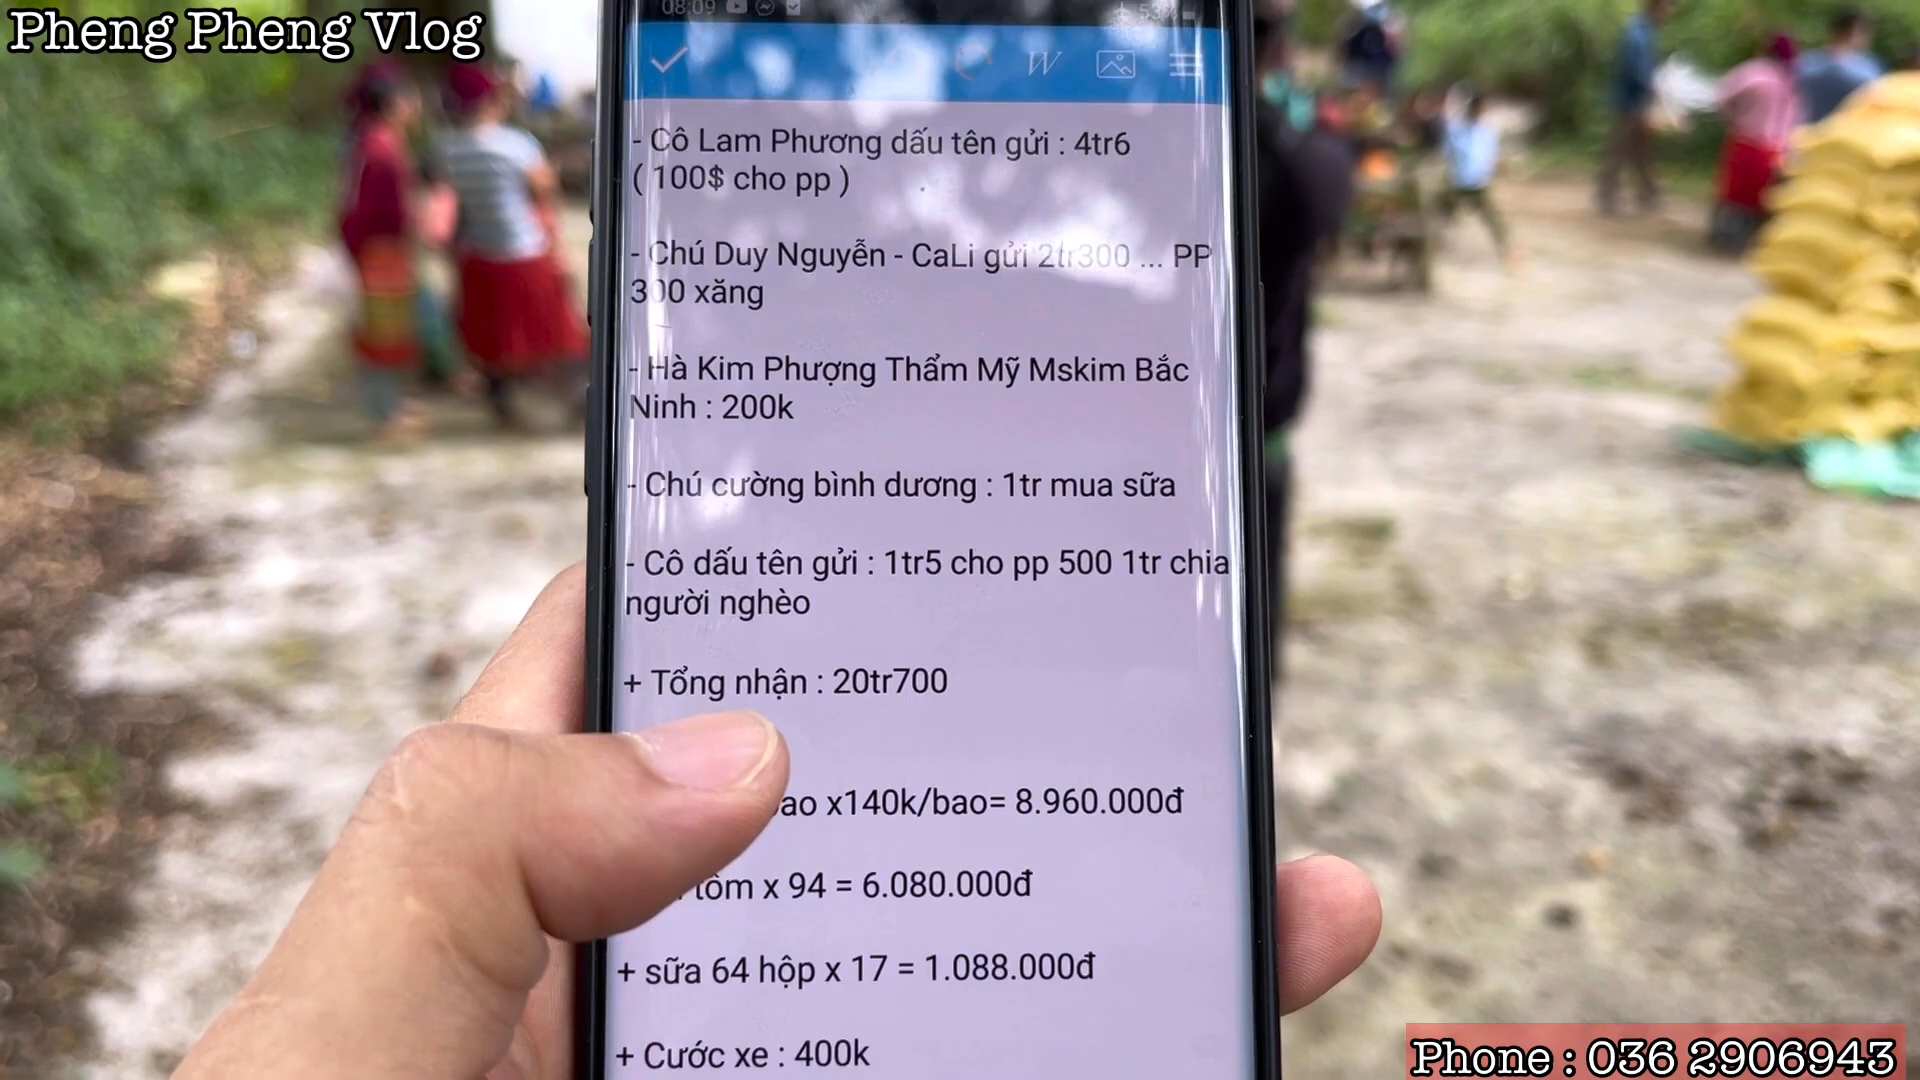 Pheng Pheng Vlog
08:09
53%
W
- Cô Lam Phương dấu tên gửi : 4tr6
( 100$ cho pp )
- Chú Duy Nguyễn - CaLi gửi 2tr300 ... PP
300 xăng
- Hà Kim Phượng Thẩm Mỹ Mskim Bắc
Ninh : 200k
- Chú cường bình dương : 1tr mua sữa
- Cô dấu tên gửi : 1tr5 cho pp 500 1tr chia
người nghèo
+ Tổng nhận : 20tr700
x140k/bao= 8.960.000đ
tôm x 94 = 6.080.000đ
+ sữa 64 hộp x 17 = 1.088.000đ
+ Cước xe : 400k
Phone : 036 2906943